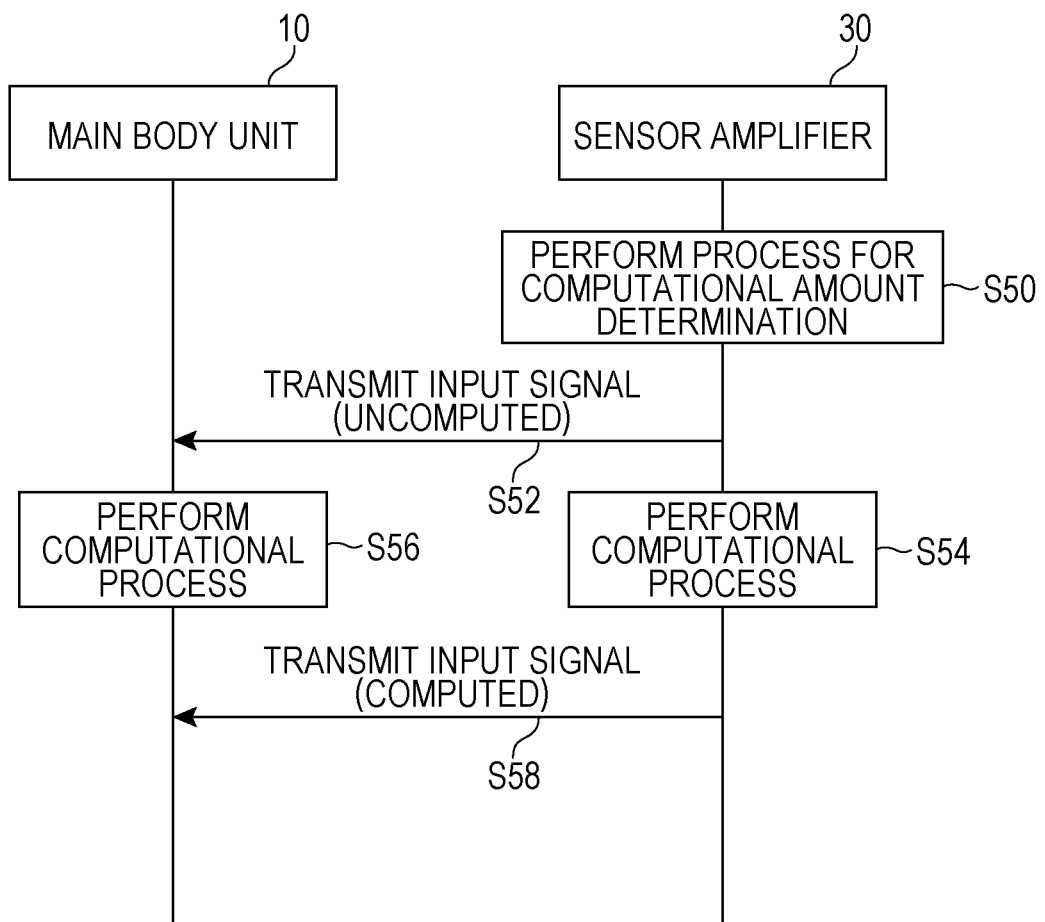 10
30
MAIN BODY UNIT
SENSOR AMPLIFIER
PERFORM PROCESS FOR
COMPUTATIONAL AMOUNT
DETERMINATION
S50
TRANSMIT INPUT SIGNAL
(UNCOMPUTED)
S52
PERFORM
COMPUTATIONAL
PROCESS
S56
PERFORM
COMPUTATIONAL
PROCESS
S54
TRANSMIT INPUT SIGNAL
(COMPUTED)
S58